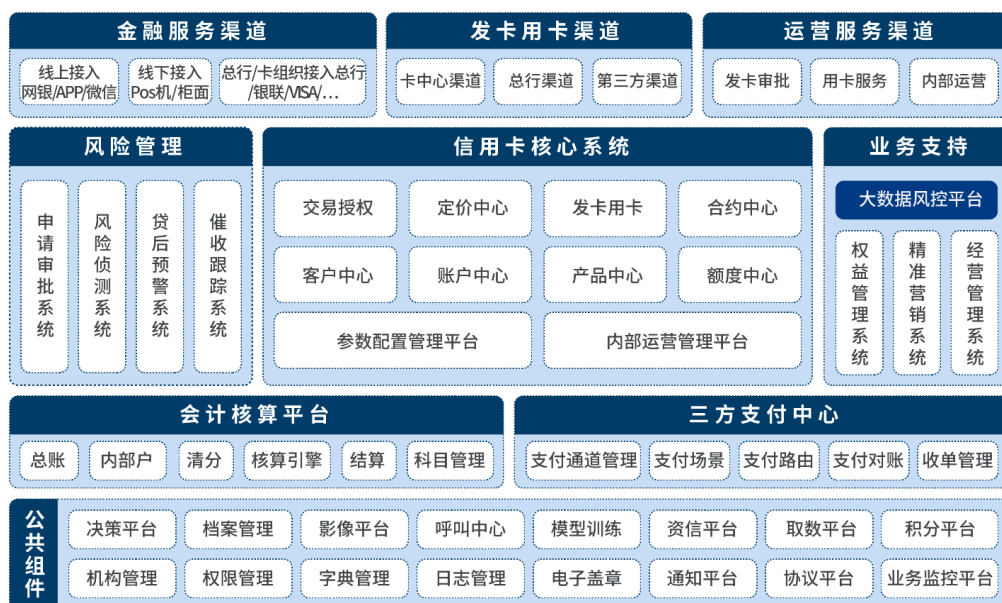 金融服务渠道
线上接入
网银/APP/微信
线下接入
Pos机/柜面
总行/卡组织接入总行
/银联/VISA/...
发卡用卡渠道
卡中心渠道
总行渠道
第三方渠道
运营服务渠道
发卡审批
用卡服务
内部运营
风险管理
申请审批系统
风险侦测系统
贷后预警系统
催收跟踪系统
信用卡核心系统
交易授权
定价中心
发卡用卡
合约中心
客户中心
账户中心
产品中心
额度中心
参数配置管理平台
内部运营管理平台
业务支持
大数据风控平台
权益管理系统
精准营销系统
经营管理系统
会计核算平台
总账
内部户
清分
核算引擎
结算
科目管理
三方支付中心
支付通道管理
支付场景
支付路由
支付对账
收单管理
公共组件
决策平台
档案管理
影像平台
呼叫中心
模型训练
资信平台
取数平台
积分平台
机构管理
权限管理
字典管理
日志管理
电子盖章
通知平台
协议平台
业务监控平台